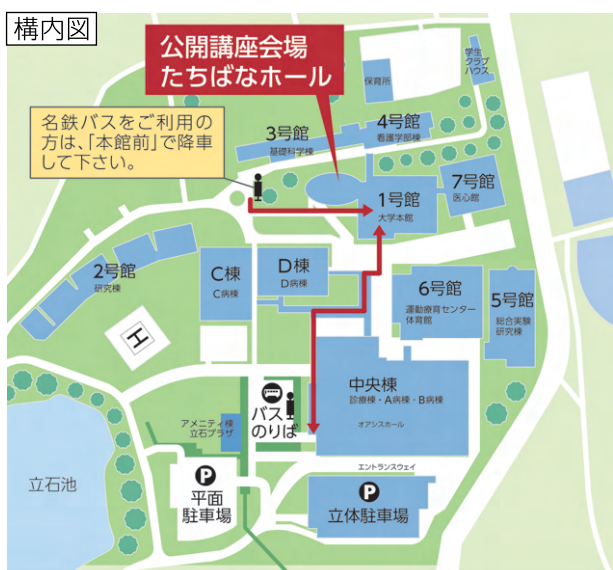 構内図
公開講座会場
たちばなホール
学生
クラブ
ハウス
保育所
名鉄バスをご利用の
方は、「本館前」で降車
して下さい。
3号館
基礎科学棟
4号館
看護学部棟
1号館
大学本館
7号館
医心館
2号館
研究棟
C棟
C病棟
D棟
D病棟
6号館
運動療育センター
体育館
5号館
総合実験
研究棟
H
中央棟
診療棟・A病棟・B病棟
オアシスホール
バス
のりば
アメニティ棟
立石プラザ
エントランスウェイ
立石池
P
平面
駐車場
P
立体駐車場